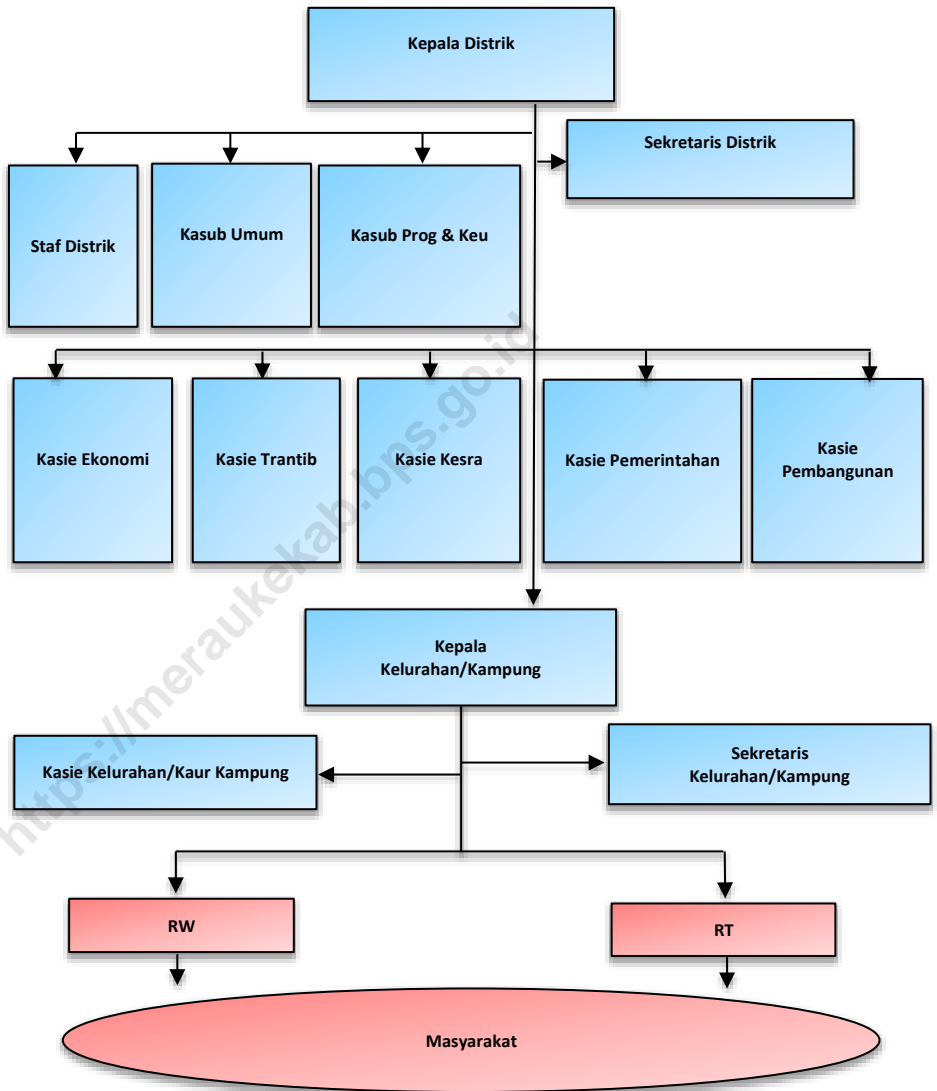 Kepala Distrik
Sekretaris Distrik
Staf Distrik
Kasub Umum
Kasub Prog & Keu
Kasie Ekonomi
Kasie Trantib
Kasie Kesra
Kasie Pemerintahan
Kasie
Pembangunan
Kepala
Kelurahan/Kampung
Kasie Kelurahan/Kaur Kampung
Sekretaris
Kelurahan/Kampung
RW
RT
Masyarakat
https://meraukekab.bps.go.id